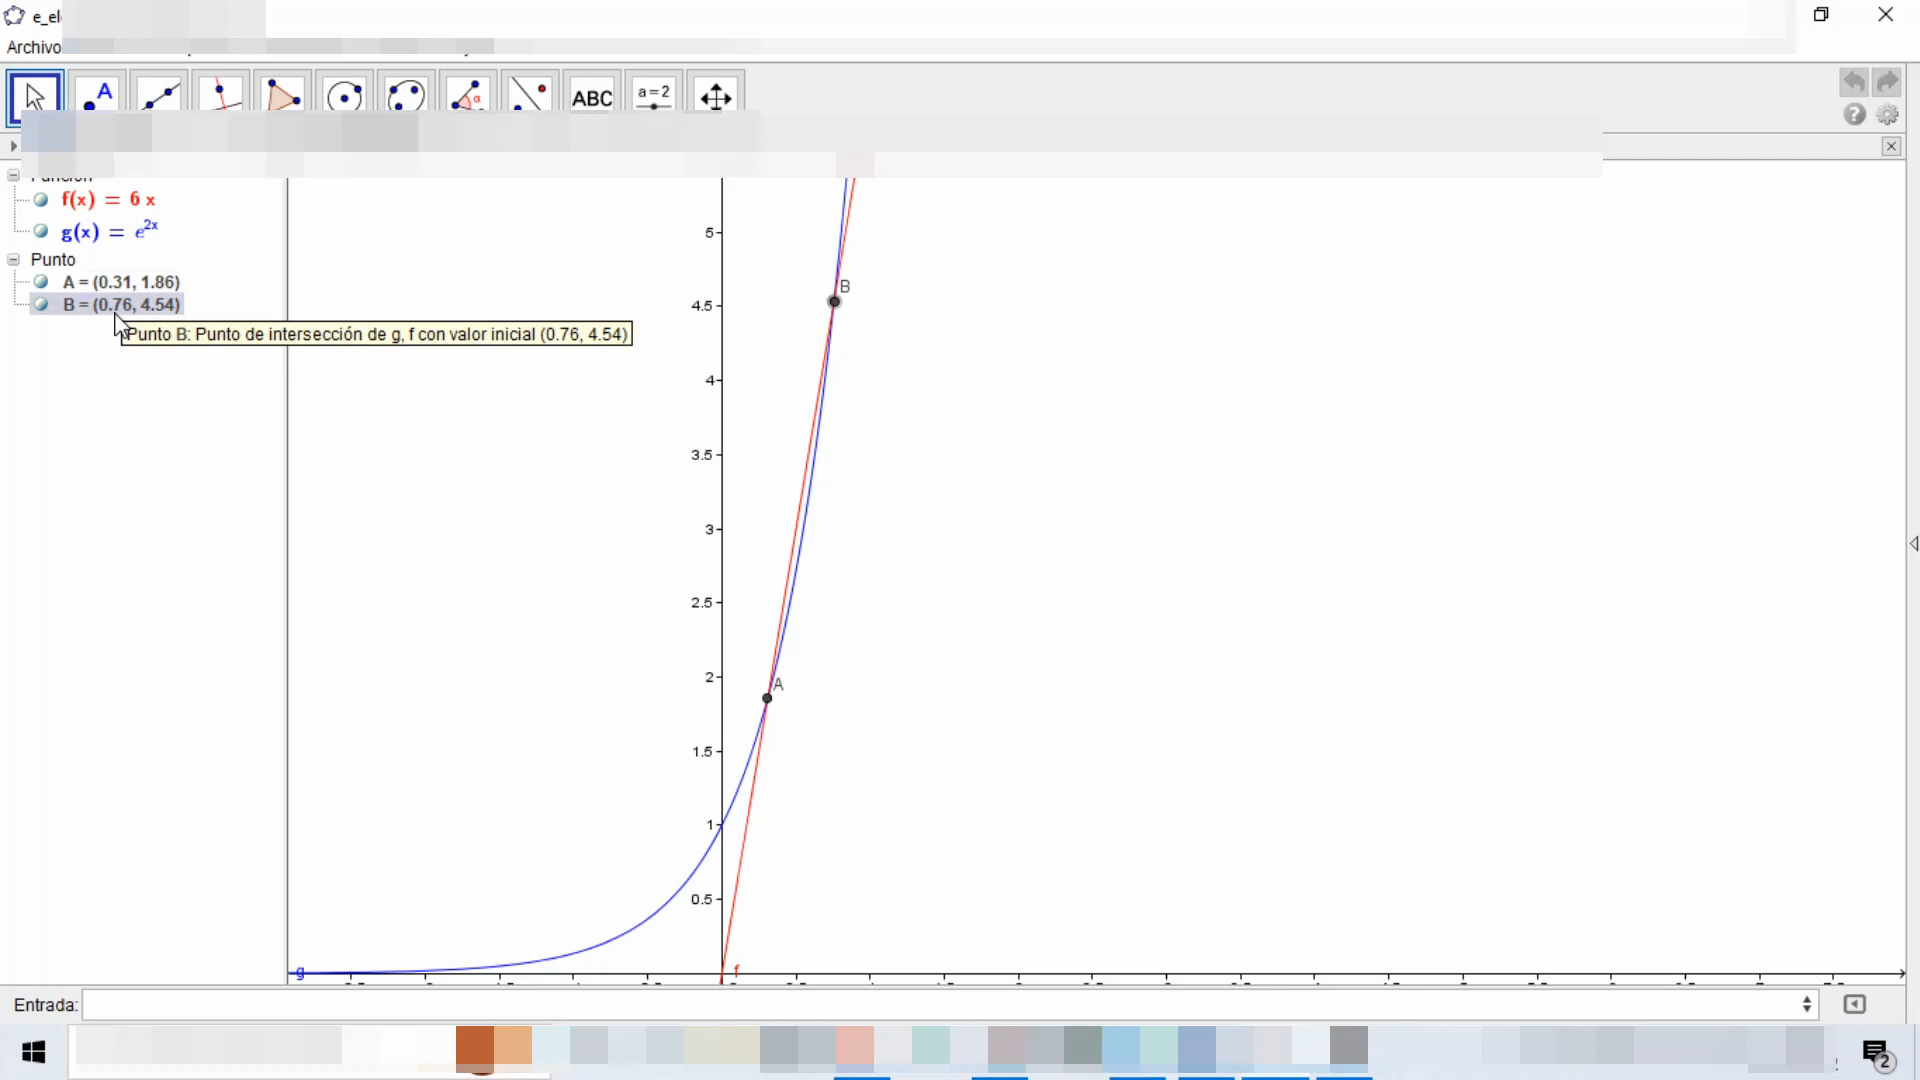 e_el
Archivo
A
α
ABC
a=2
?
f(x) = 6 x
g(x) = e^2x
Punto
A = (0.31, 1.86)
B = (0.76, 4.54)
Punto B: Punto de intersección de g, f con valor inicial (0.76, 4.54)
5
B
4.5
4
3.5
3
2.5
2
A
1.5
1
0.5
g
f
Entrada:
2